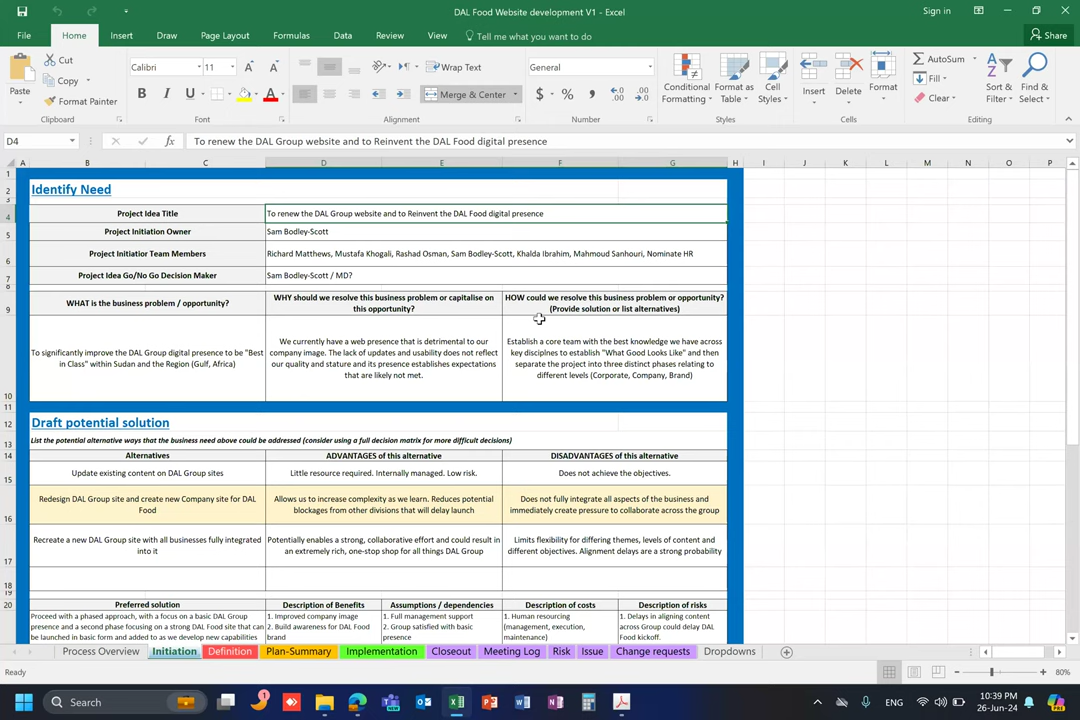 DAL Food Website development V1 - Excel
Sign in
File Home Insert Draw Page Layout Formulas Data Review View Tell me what you want to do Share
Paste
Cut
Copy
Format Painter
Clipboard
Calibri 11
B I U
Font
Wrap Text
Merge & Center
Alignment
General
$ % ,
Number
Conditional Formatting
Format as Table
Cell Styles
Styles
Insert Delete Format
Cells
AutoSum
Fill
Clear
Sort & Filter
Find & Select
Editing
D4
fx To renew the DAL Group website and to Reinvent the DAL Food digital presence
A B C D E F G H I J K L M N O P
1
2 Identify Need
3
4 Project Idea Title To renew the DAL Group website and to Reinvent the DAL Food digital presence
5 Project Initiation Owner Sam Bodley-Scott
6 Project Initiatior Team Members Richard Matthews, Mustafa Khogali, Rashad Osman, Sam Bodley-Scott, Khalda Ibrahim, Mahmoud Sanhouri, Nominate HR
7 Project Idea Go/No Go Decision Maker Sam Bodley-Scott / MD?
8
9 WHAT is the business problem / opportunity?
WHY should we resolve this business problem or capitalise on
this opportunity?
HOW could we resolve this business problem or opportunity?
(Provide solution or list alternatives)
10
To significantly improve the DAL Group digital presence to be "Best
in Class" within Sudan and the Region (Gulf, Africa)
We currently have a web presence that is detrimental to our
company image. The lack of updates and usability does not reflect
our quality and stature and its presence establishes expectations
that are likely not met.
Establish a core team with the best knowledge we have across
key disciplnes to establish "What Good Looks Like" and then
separate the project into three distinct phases relating to
different levels (Corporate, Company, Brand)
11
12 Draft potential solution
13 List the potential alternative ways that the business need above could be addressed (consider using a full decision matrix for more difficult decisions)
14 Alternatives ADVANTAGES of this alternative DISADVANTAGES of this alternative
15 Update existing content on DAL Group sites Little resource required. Internally managed. Low risk. Does not achieve the objectives.
16
Redesign DAL Group site and create new Company site for DAL
Food
Allows us to increase complexity as we learn. Reduces potential
blockages from other divisions that will delay launch
Does not fully integrate all aspects of the business and
immediately create pressure to collaborate across the group
17
Recreate a new DAL Group site with all businesses fully integrated
into it
Potentially enables a strong, collaborative effort and could result in
an extremely rich, one-stop shop for all things DAL Group
Limits flexibility for differing themes, levels of content and
different objectives. Alignment delays are a strong probability
18
19
20 Preferred solution Description of Benefits Assumptions / dependencies Description of costs Description of risks
Proceed with a phased approach, with a focus on a basic DAL Group
presence and a second phase focusing on a strong DAL Food site that can
be launched in basic form and added to as we develop new capabilities
1. Improved company image
2. Build awareness for DAL Food
brand
1. Full management support
2. Group satisfied with basic
presence
1. Human resourcing
(management, execution,
maintenance)
1. Delays in aligning content
across Group could delay DAL
Food kickoff.
Process Overview Initiation Definition Plan-Summary Implementation Closeout Meeting Log Risk Issue Change requests Dropdowns
Ready
80%
Search
1
ENG
10:39 PM
26-Jun-24